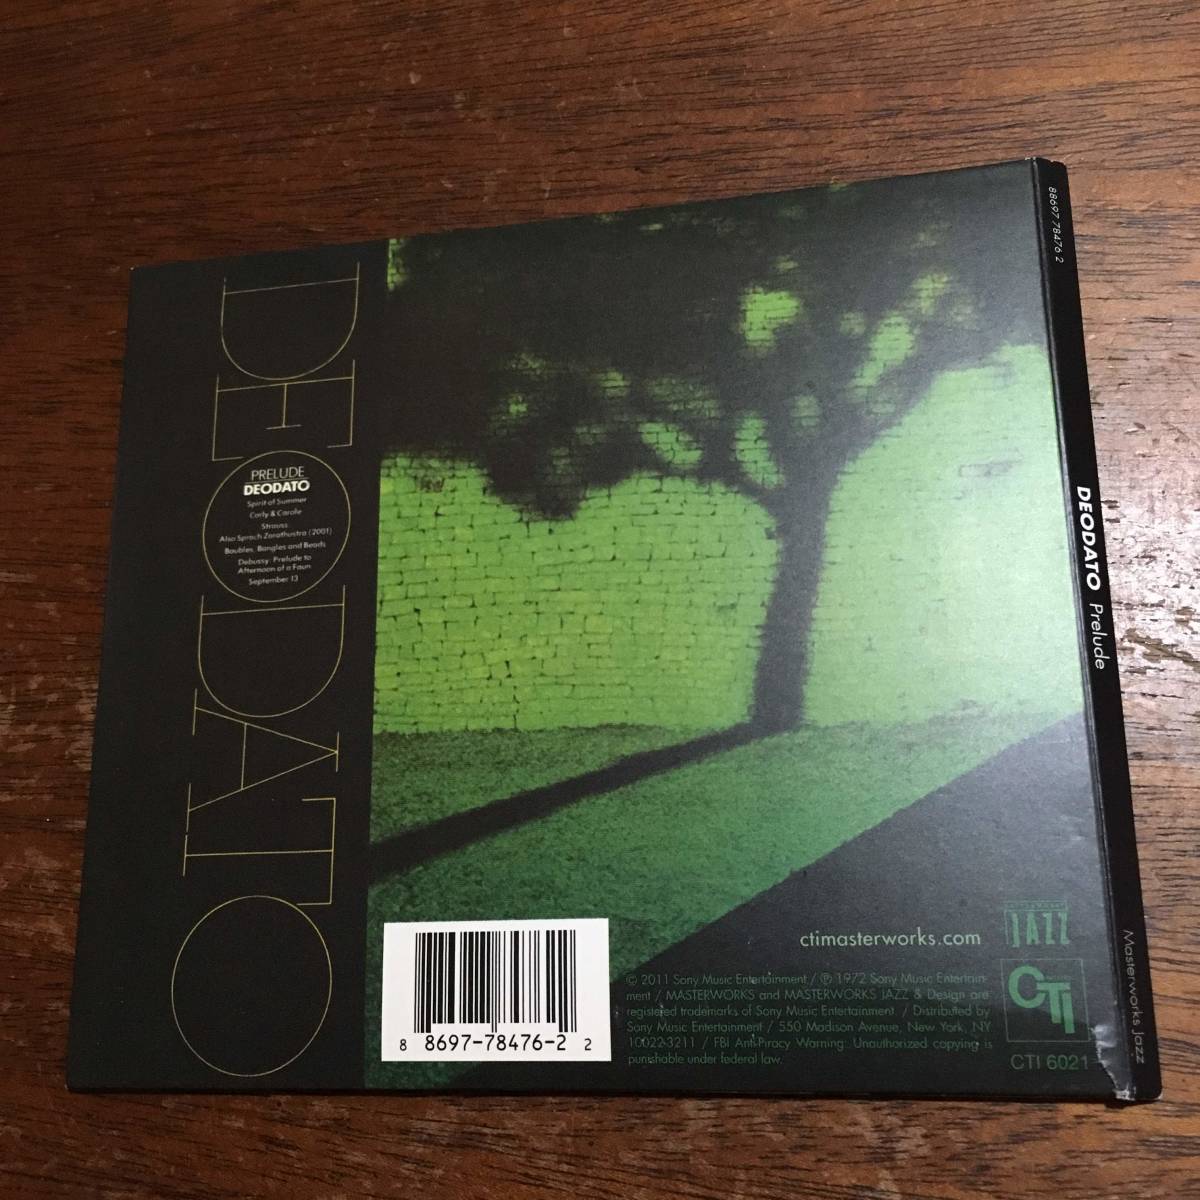 DEODATO
PRELUDE
DEODATO
Spirit of Summer
Carly & Carole
Strauss:
Also Sprach Zarathustra (2001)
Baubles, Bangles and Beads
Debussy: Prelude to
Afternoon of a Faun
September 13
ctimasterworks.com
© 2011 Sony Music Entertainment / ℗ 1972 Sony Music Entertain-
ment / MASTERWORKS and MASTERWORKS JAZZ & Design are
registered trademarks of Sony Music Entertainment. / Distributed by
Sony Music Entertainment / 550 Madison Avenue, New York, NY
10022-3211 / FBI Anti-Piracy Warning: Unauthorized copying is
punishable under federal law.
8 8697-78476-2 2
JAZZ
CTI
CTI 6021
88697 78476 2
DEODATO Prelude
Masterworks Jazz